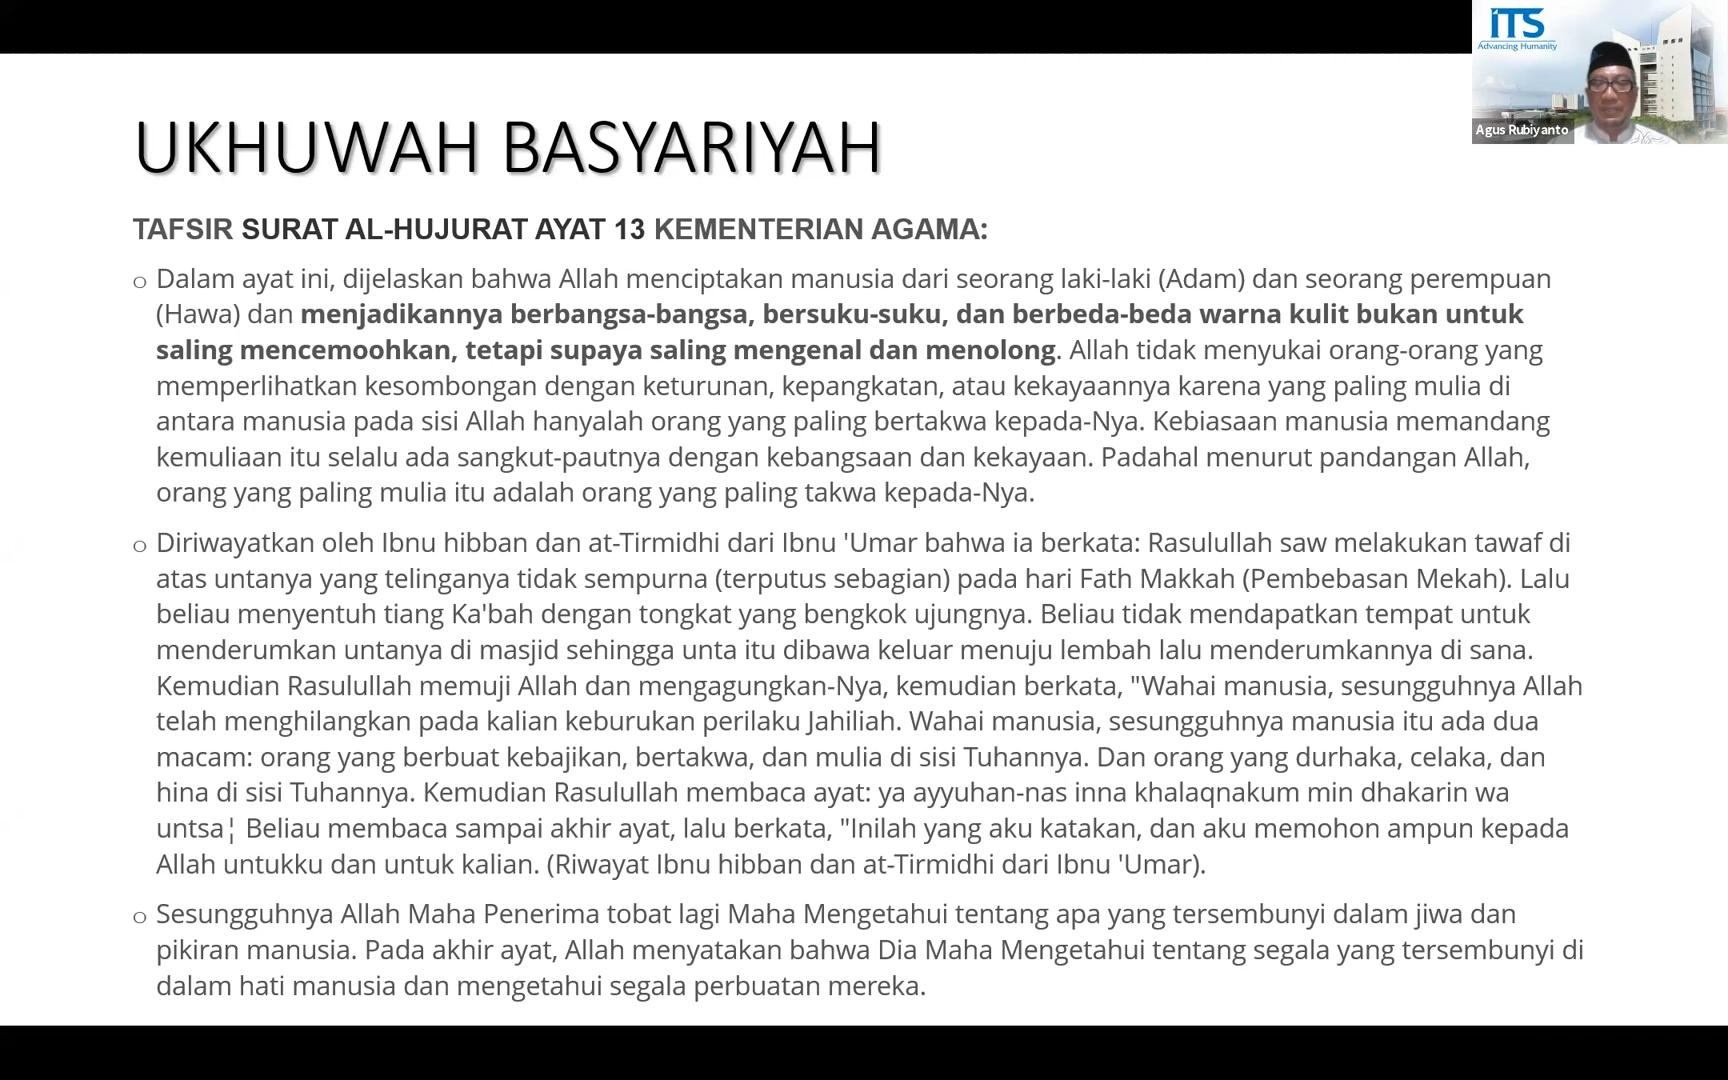 iTS
Advancing Humanity
Agus Rubiyanto
UKHUWAH BASYARIYAH
TAFSIR SURAT AL-HUJURAT AYAT 13 KEMENTERIAN AGAMA:
o Dalam ayat ini, dijelaskan bahwa Allah menciptakan manusia dari seorang laki-laki (Adam) dan seorang perempuan
(Hawa) dan menjadikannya berbangsa-bangsa, bersuku-suku, dan berbeda-beda warna kulit bukan untuk
saling mencemoohkan, tetapi supaya saling mengenal dan menolong. Allah tidak menyukai orang-orang yang
memperlihatkan kesombongan dengan keturunan, kepangkatan, atau kekayaannya karena yang paling mulia di
antara manusia pada sisi Allah hanyalah orang yang paling bertakwa kepada-Nya. Kebiasaan manusia memandang
kemuliaan itu selalu ada sangkut-pautnya dengan kebangsaan dan kekayaan. Padahal menurut pandangan Allah,
orang yang paling mulia itu adalah orang yang paling takwa kepada-Nya.
o Diriwayatkan oleh Ibnu hibban dan at-Tirmidhi dari Ibnu 'Umar bahwa ia berkata: Rasulullah saw melakukan tawaf di
atas untanya yang telinganya tidak sempurna (terputus sebagian) pada hari Fath Makkah (Pembebasan Mekah). Lalu
beliau menyentuh tiang Ka'bah dengan tongkat yang bengkok ujungnya. Beliau tidak mendapatkan tempat untuk
menderumkan untanya di masjid sehingga unta itu dibawa keluar menuju lembah lalu menderumkannya di sana.
Kemudian Rasulullah memuji Allah dan mengagungkan-Nya, kemudian berkata, "Wahai manusia, sesungguhnya Allah
telah menghilangkan pada kalian keburukan perilaku Jahiliah. Wahai manusia, sesungguhnya manusia itu ada dua
macam: orang yang berbuat kebajikan, bertakwa, dan mulia di sisi Tuhannya. Dan orang yang durhaka, celaka, dan
hina di sisi Tuhannya. Kemudian Rasulullah membaca ayat: ya ayyuhan-nas inna khalaqnakum min dhakarin wa
untsa¦ Beliau membaca sampai akhir ayat, lalu berkata, "Inilah yang aku katakan, dan aku memohon ampun kepada
Allah untukku dan untuk kalian. (Riwayat Ibnu hibban dan at-Tirmidhi dari Ibnu 'Umar).
o Sesungguhnya Allah Maha Penerima tobat lagi Maha Mengetahui tentang apa yang tersembunyi dalam jiwa dan
pikiran manusia. Pada akhir ayat, Allah menyatakan bahwa Dia Maha Mengetahui tentang segala yang tersembunyi di
dalam hati manusia dan mengetahui segala perbuatan mereka.